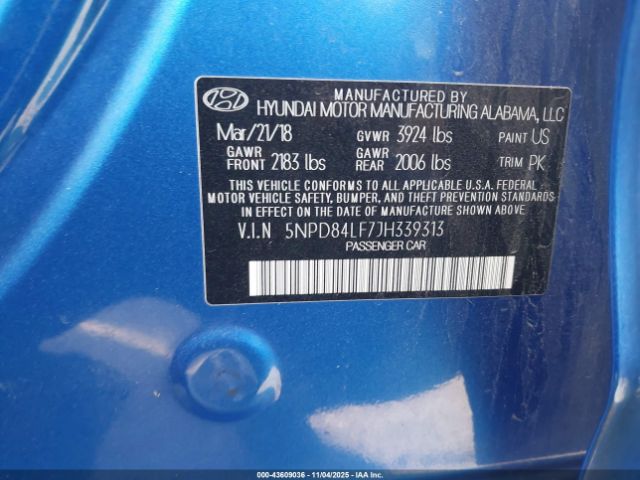 MANUFACTURED BY
HYUNDAI MOTOR MANUFACTURING ALABAMA, LLC
Mar/21/18 GVWR 3924 lbs PAINT US
GAWR FRONT 2183 lbs GAWR REAR 2006 lbs TRIM PK
THIS VEHICLE CONFORMS TO ALL APPLICABLE U.S.A. FEDERAL
MOTOR VEHICLE SAFETY, BUMPER, AND THEFT PREVENTION STANDARDS
IN EFFECT ON THE DATE OF MANUFACTURE SHOWN ABOVE.
V.I.N 5NPD84LF7JH339313
PASSENGER CAR
000-43609036 - 11/04/2025 - IAAI.COM